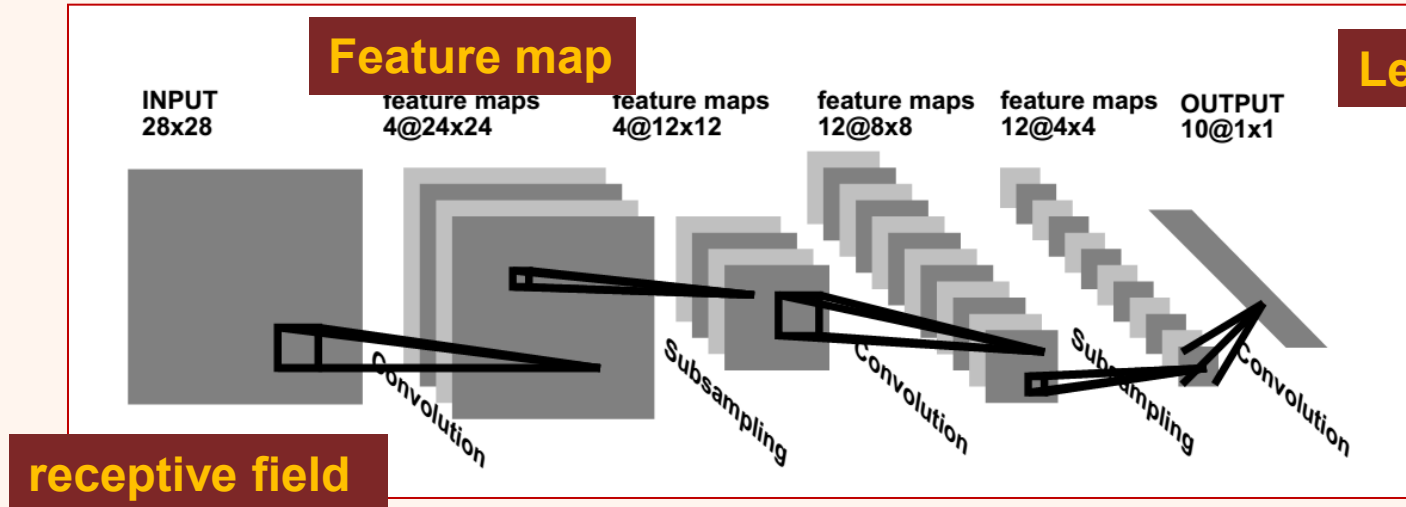 Feature map
Le
INPUT
28x28
feature maps
4@24x24
feature maps
4@12x12
feature maps
12@8x8
feature maps
12@4x4
OUTPUT
10@1x1
Convolution
Subsampling
Convolution
Subsampling
Convolution
receptive field